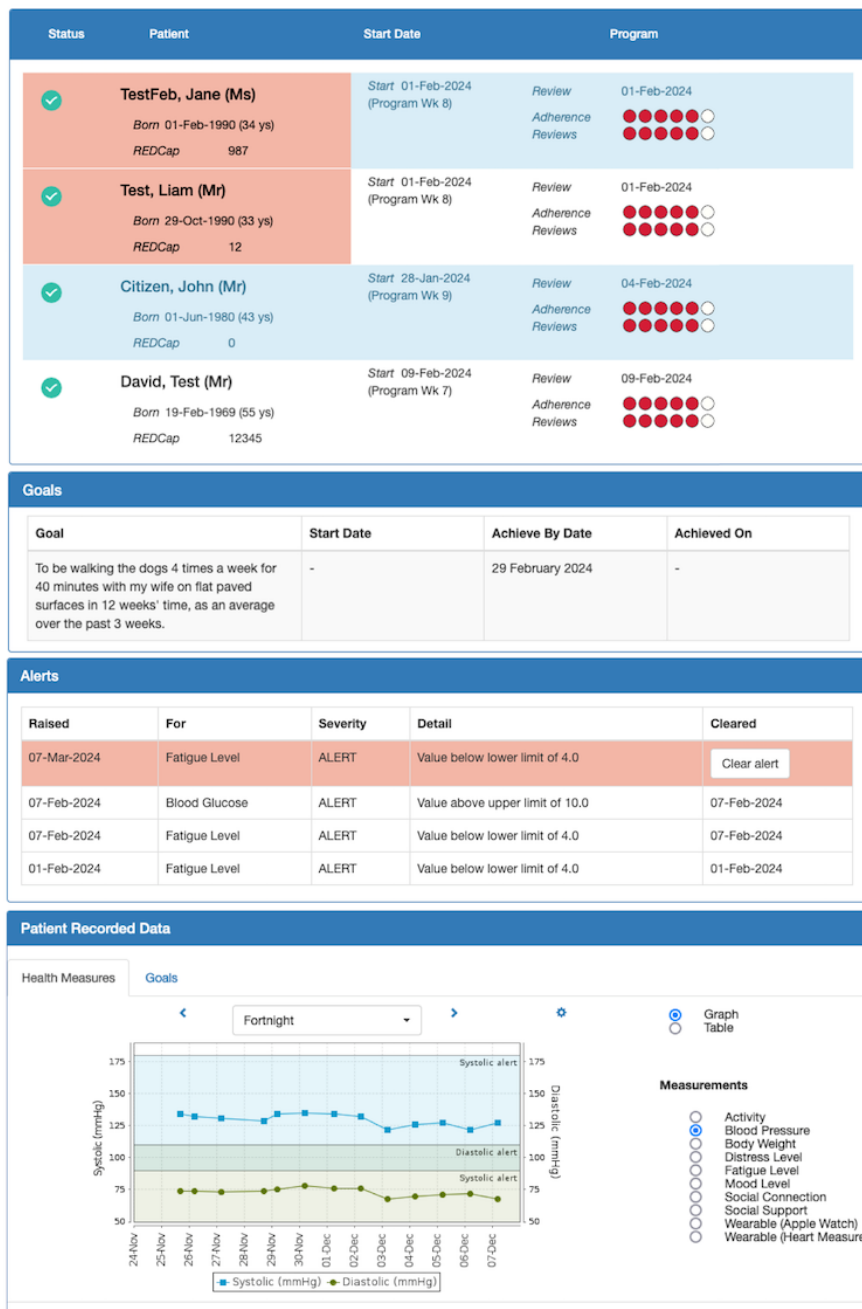 Status Patient Start Date Program
TestFeb, Jane (Ms)
Born 01-Feb-1990 (34 ys)
REDCap 987
Start 01-Feb-2024
(Program Wk 8)
Review 01-Feb-2024
Adherence
Reviews
Test, Liam (Mr)
Born 29-Oct-1990 (33 ys)
REDCap 12
Start 01-Feb-2024
(Program Wk 8)
Review 01-Feb-2024
Adherence
Reviews
Citizen, John (Mr)
Born 01-Jun-1980 (43 ys)
REDCap 0
Start 28-Jan-2024
(Program Wk 9)
Review 04-Feb-2024
Adherence
Reviews
David, Test (Mr)
Born 19-Feb-1969 (55 ys)
REDCap 12345
Start 09-Feb-2024
(Program Wk 7)
Review 09-Feb-2024
Adherence
Reviews
Goals
Goal Start Date Achieve By Date Achieved On
To be walking the dogs 4 times a week for
40 minutes with my wife on flat paved
surfaces in 12 weeks' time, as an average
over the past 3 weeks.
- 29 February 2024 -
Alerts
Raised For Severity Detail Cleared
07-Mar-2024 Fatigue Level ALERT Value below lower limit of 4.0 Clear alert
07-Feb-2024 Blood Glucose ALERT Value above upper limit of 10.0 07-Feb-2024
07-Feb-2024 Fatigue Level ALERT Value below lower limit of 4.0 07-Feb-2024
01-Feb-2024 Fatigue Level ALERT Value below lower limit of 4.0 01-Feb-2024
Patient Recorded Data
Health Measures Goals
Fortnight
Graph
Table
Systolic (mmHg)
175
150
125
100
75
50
Systolic alert
Diastolic alert
Systolic alert
175
150
125
100
75
50
Diastolic (mmHg)
24-Nov
25-Nov
26-Nov
27-Nov
28-Nov
29-Nov
30-Nov
01-Dec
02-Dec
03-Dec
04-Dec
05-Dec
06-Dec
07-Dec
Systolic (mmHg) Diastolic (mmHg)
Measurements
Activity
Blood Pressure
Body Weight
Distress Level
Fatigue Level
Mood Level
Social Connection
Social Support
Wearable (Apple Watch)
Wearable (Heart Measure